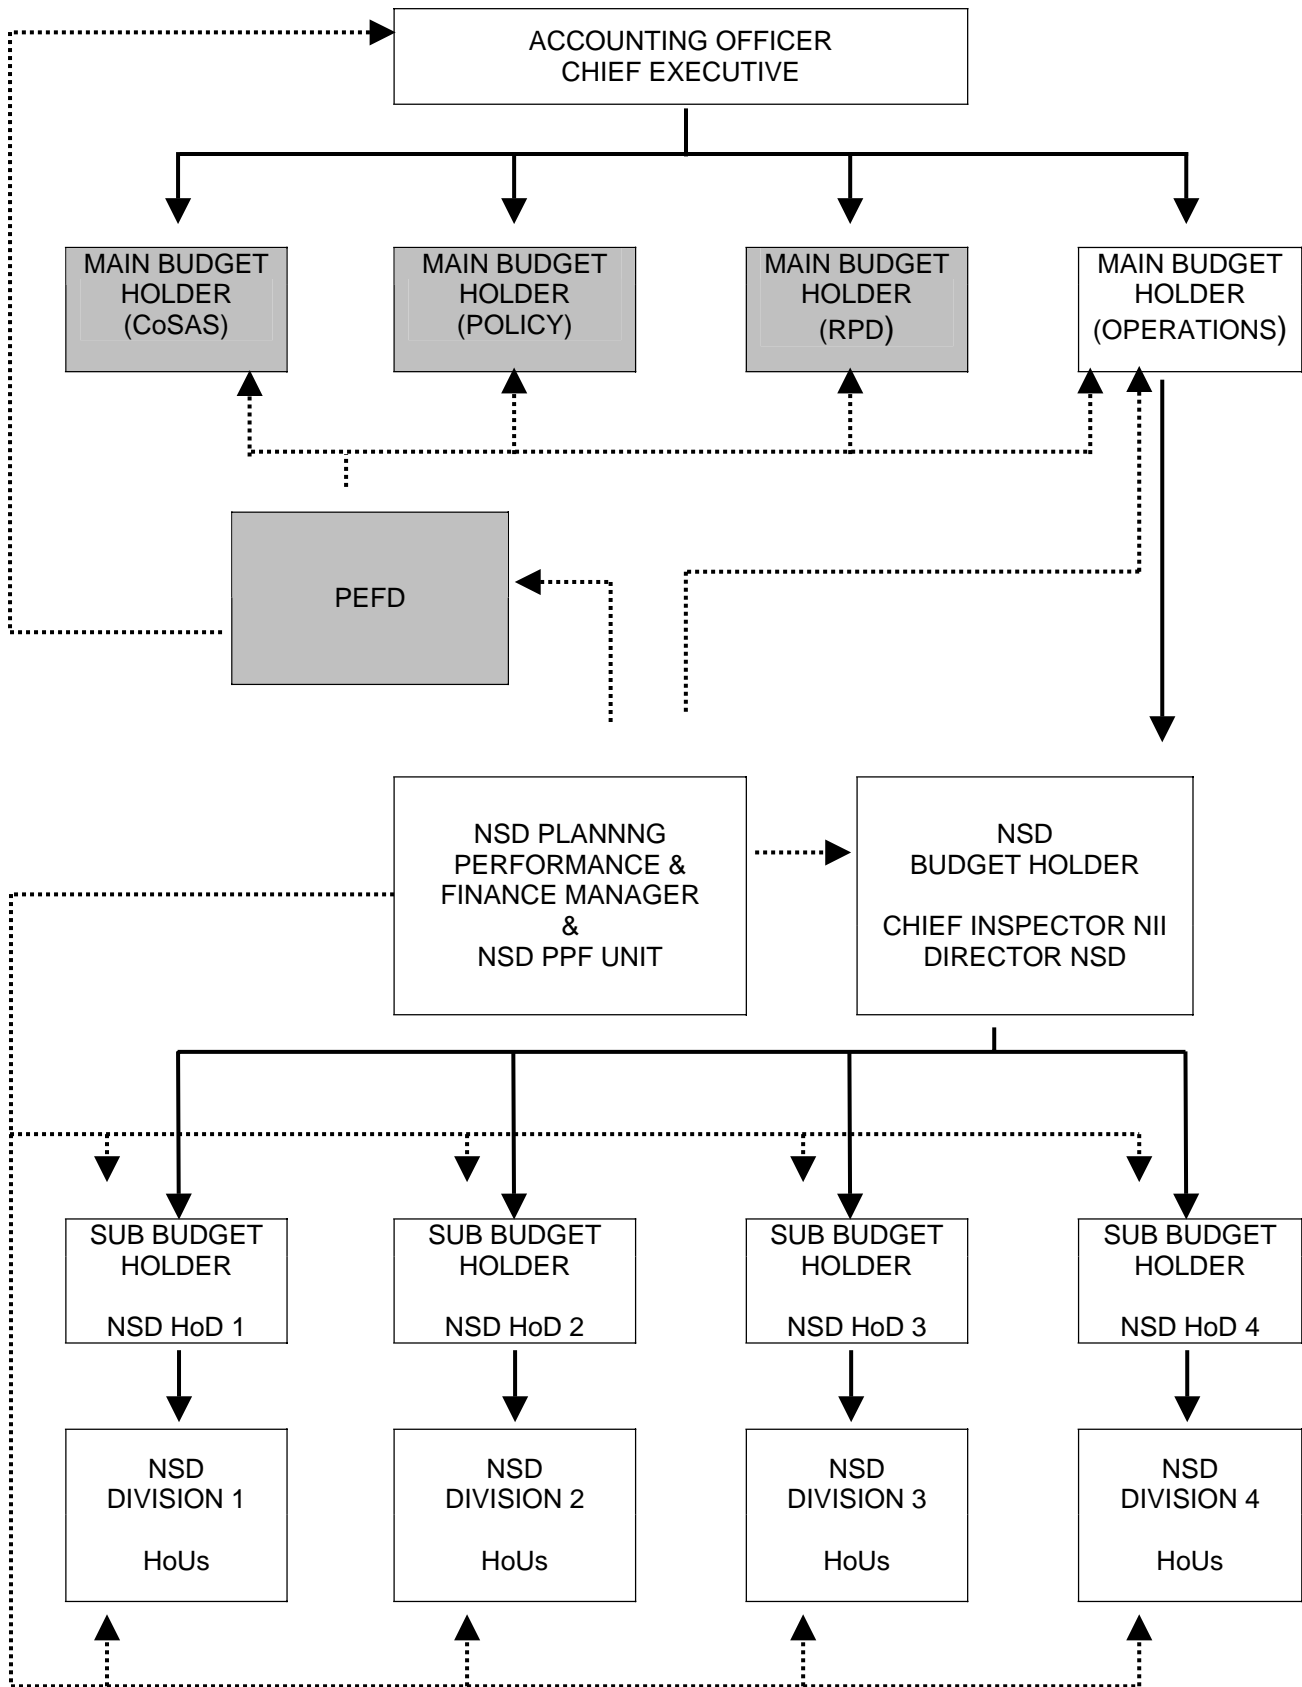 ACCOUNTING OFFICER
CHIEF EXECUTIVE
MAIN BUDGET
HOLDER
(CoSAS)
MAIN BUDGET
HOLDER
(POLICY)
MAIN BUDGET
HOLDER
(RPD)
MAIN BUDGET
HOLDER
(OPERATIONS)
PEFD
NSD PLANNNG
PERFORMANCE &
FINANCE MANAGER
&
NSD PPF UNIT
NSD
BUDGET HOLDER
CHIEF INSPECTOR NII
DIRECTOR NSD
SUB BUDGET
HOLDER
NSD HoD 1
SUB BUDGET
HOLDER
NSD HoD 2
SUB BUDGET
HOLDER
NSD HoD 3
SUB BUDGET
HOLDER
NSD HoD 4
NSD
DIVISION 1
HoUs
NSD
DIVISION 2
HoUs
NSD
DIVISION 3
HoUs
NSD
DIVISION 4
HoUs